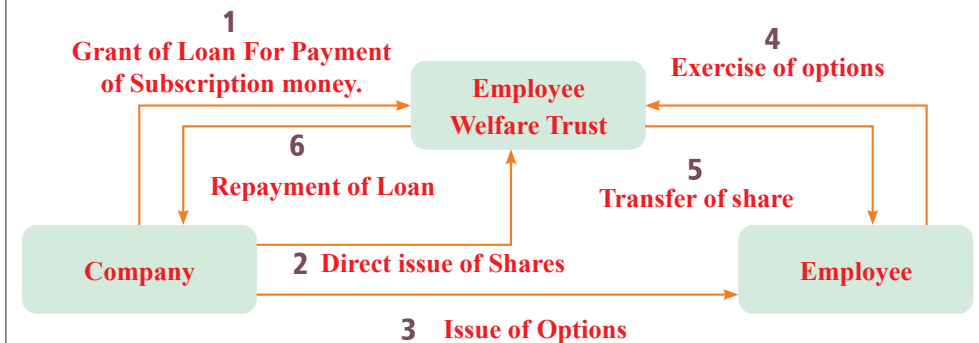 1
Grant of Loan For Payment
of Subscription money.
4
Exercise of options
Employee
Welfare Trust
6
Repayment of Loan
5
Transfer of share
Company
2 Direct issue of Shares
Employee
3 Issue of Options